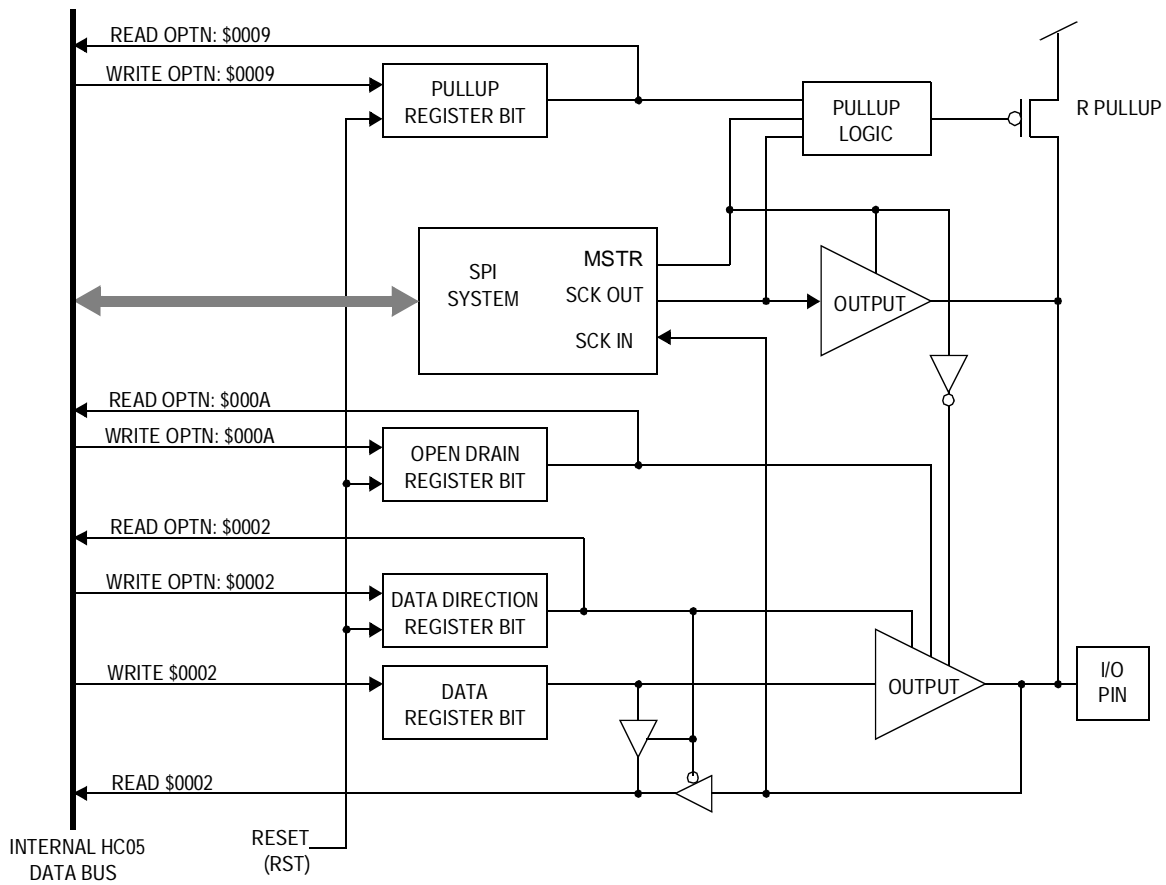 READ OPTN: $0009
WRITE OPTN: $0009
PULLUP
REGISTER BIT
PULLUP
LOGIC
R PULLUP
SPI
SYSTEM
MSTR
SCK OUT
SCK IN
OUTPUT
READ OPTN: $000A
WRITE OPTN: $000A
OPEN DRAIN
REGISTER BIT
READ OPTN: $0002
WRITE OPTN: $0002
DATA DIRECTION
REGISTER BIT
WRITE $0002
DATA
REGISTER BIT
OUTPUT
I/O
PIN
READ $0002
INTERNAL HC05
DATA BUS
RESET
(RST)